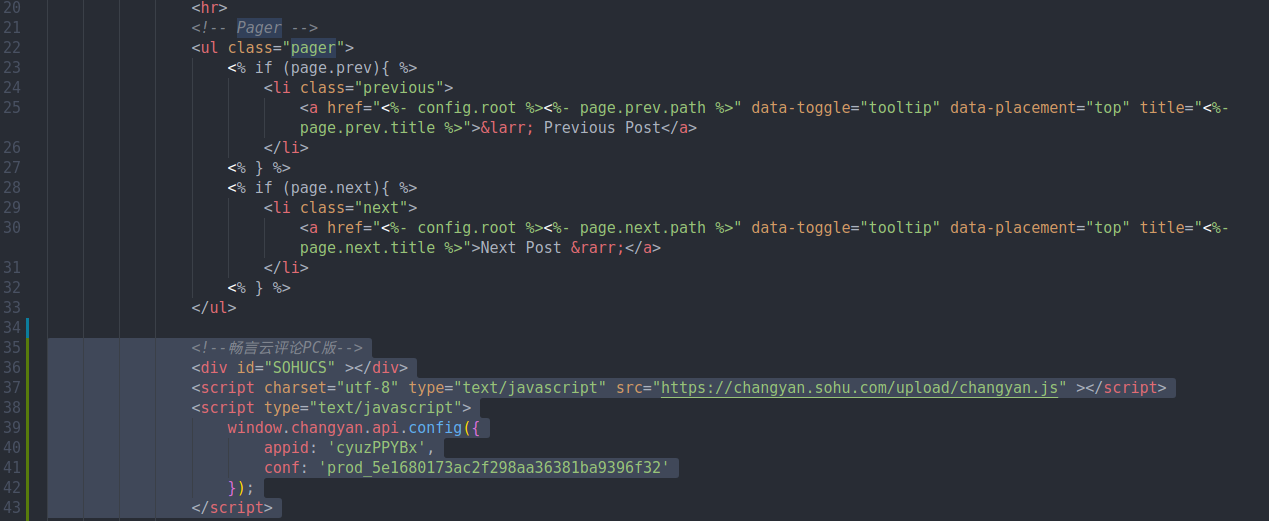 20 <hr>
21 <!-- Pager -->
22 <ul class="pager">
23 <% if (page.prev){ %>
24 <li class="previous">
25 <a href="<%- config.root %><%- page.prev.path %>" data-toggle="tooltip" data-placement="top" title="<%-
page.prev.title %>">&larr; Previous Post</a>
26 </li>
27 <% } %>
28 <% if (page.next){ %>
29 <li class="next">
30 <a href="<%- config.root %><%- page.next.path %>" data-toggle="tooltip" data-placement="top" title="<%-
page.next.title %>">Next Post &rarr;</a>
31 </li>
32 <% } %>
33 </ul>
34
35 <!--畅言云评论PC版-->
36 <div id="SOHUCS" ></div>
37 <script charset="utf-8" type="text/javascript" src="https://changyan.sohu.com/upload/changyan.js" ></script>
38 <script type="text/javascript">
39 window.changyan.api.config({
40 appid: 'cyuzPPYBx',
41 conf: 'prod_5e1680173ac2f298aa36381ba9396f32'
42 });
43 </script>